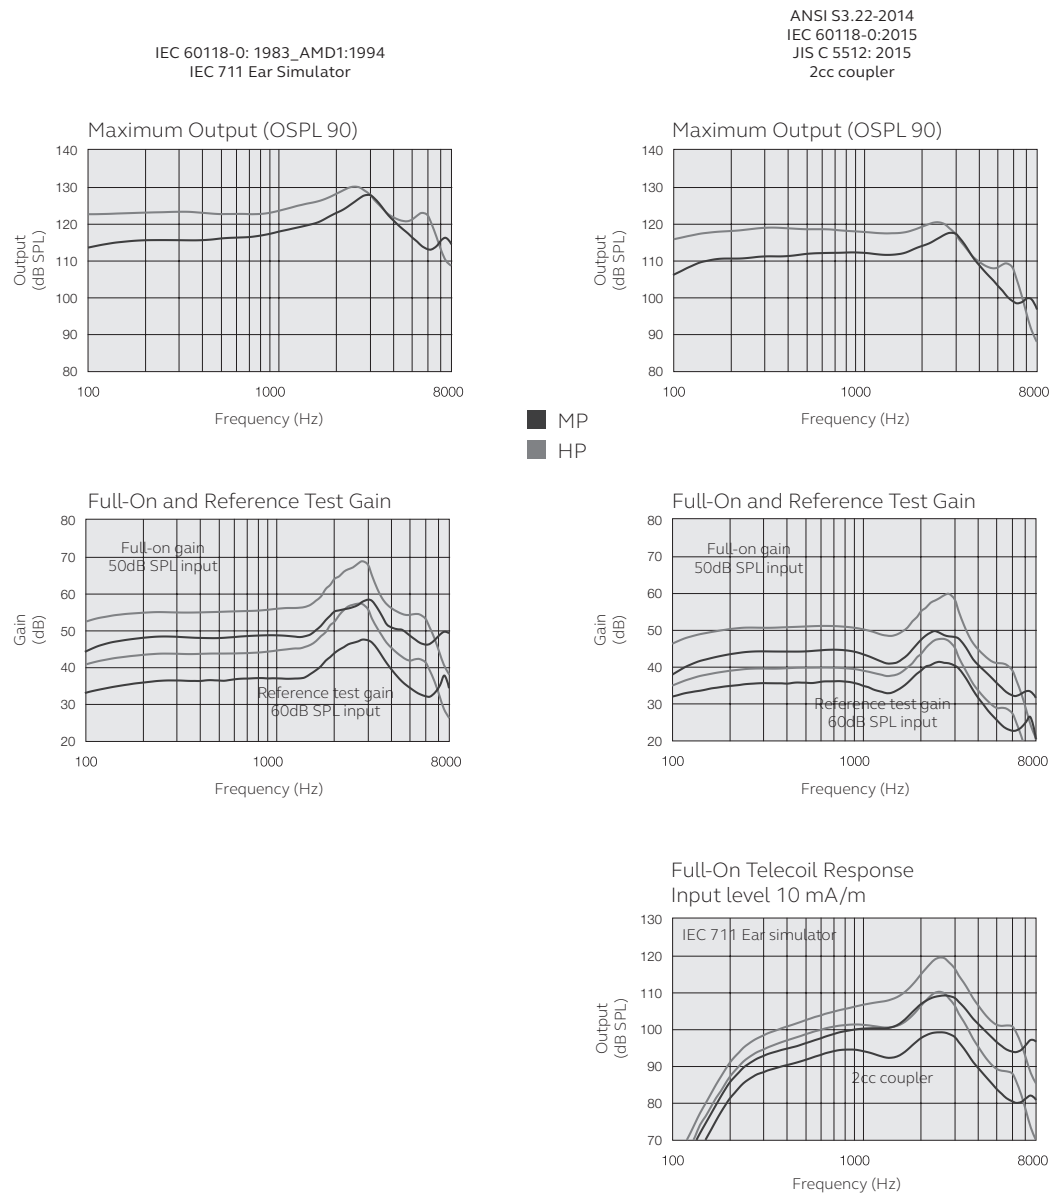 IEC 60118-0: 1983_AMD1:1994
IEC 711 Ear Simulator
ANSI S3.22-2014
IEC 60118-0:2015
JIS C 5512: 2015
2cc coupler
Maximum Output (OSPL 90)
140
130
120
110
100
90
80
Output
(dB SPL)
100
1000
8000
Frequency (Hz)
Maximum Output (OSPL 90)
140
130
120
110
100
90
80
Output
(dB SPL)
100
1000
8000
Frequency (Hz)
MP
HP
Full-On and Reference Test Gain
80
70
60
50
40
30
20
Gain
(dB)
Full-on gain
50dB SPL input
Reference test gain
60dB SPL input
100
1000
8000
Frequency (Hz)
Full-On and Reference Test Gain
80
70
60
50
40
30
20
Gain
(dB)
Full-on gain
50dB SPL input
Reference test gain
60dB SPL input
100
1000
8000
Frequency (Hz)
Full-On Telecoil Response
Input level 10 mA/m
130
120
110
100
90
80
70
Output
(dB SPL)
IEC 711 Ear simulator
2cc coupler
100
1000
8000
Frequency (Hz)